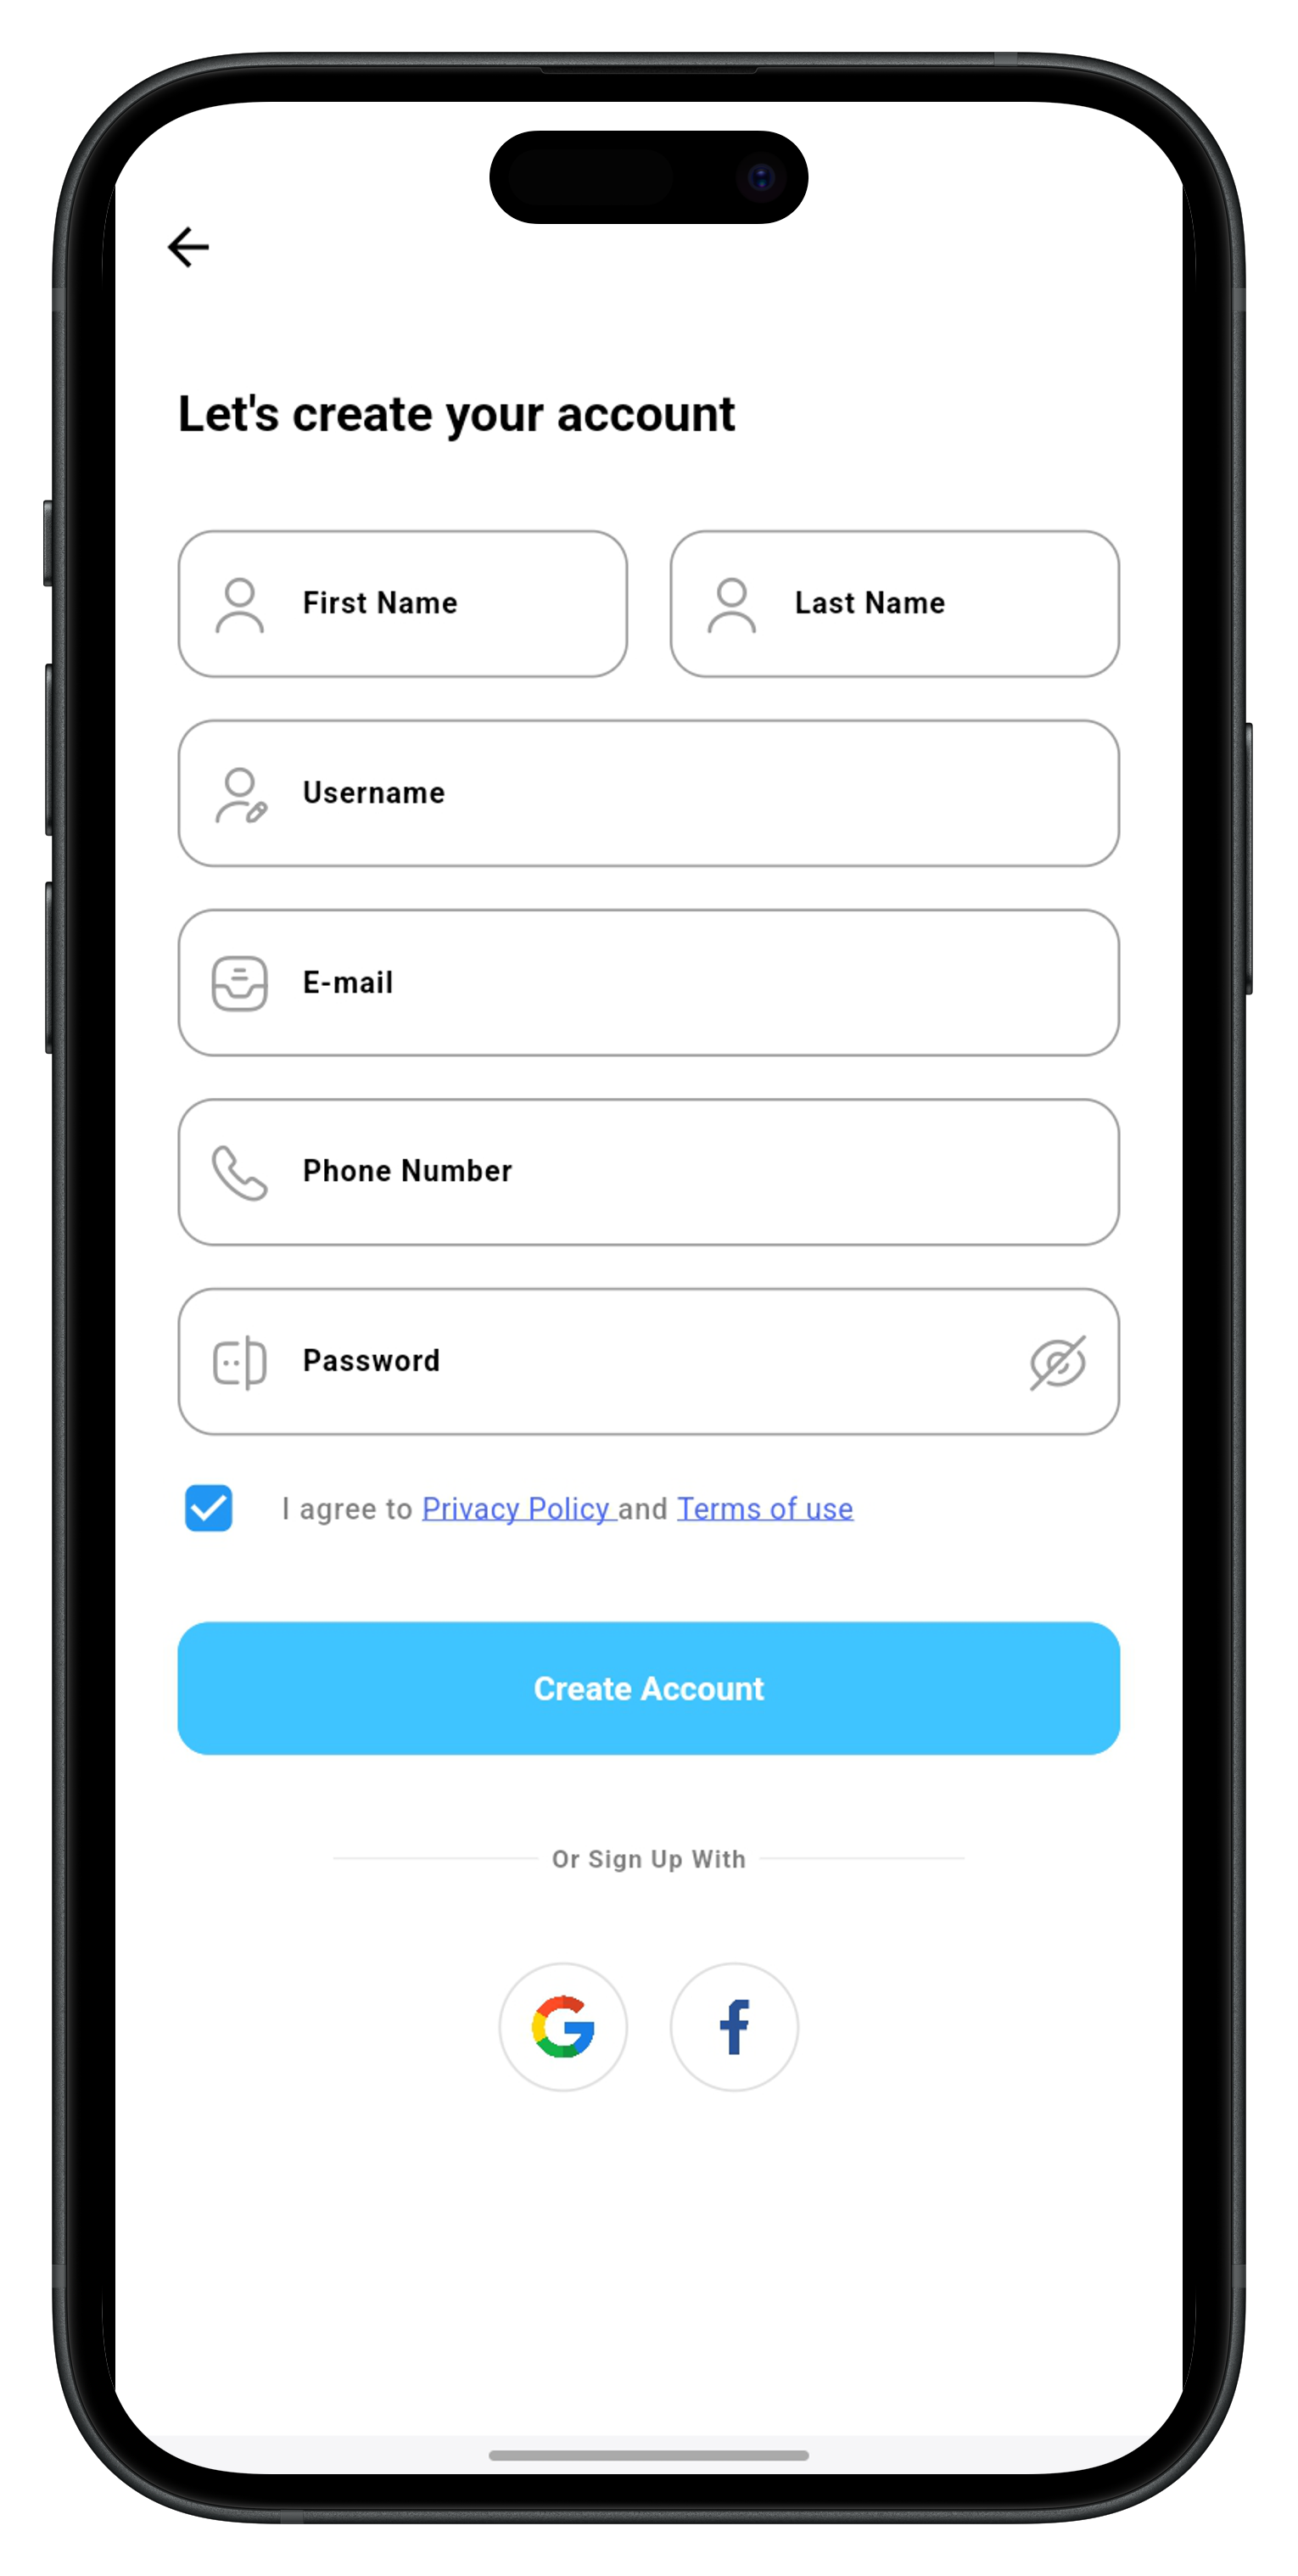 Let's create your account
First Name
Last Name
Username
E-mail
Phone Number
Password
I agree to Privacy Policy and Terms of use
Create Account
Or Sign Up With